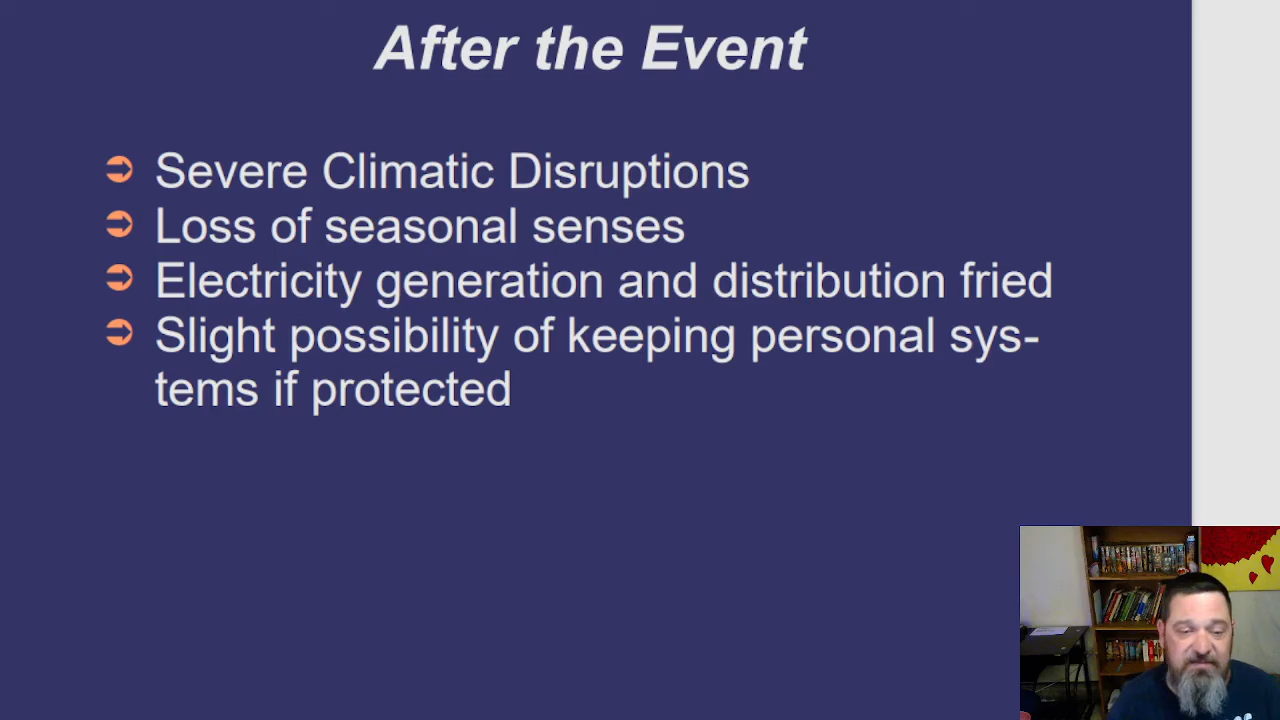 After the Event
Severe Climatic Disruptions
Loss of seasonal senses
Electricity generation and distribution fried
Slight possibility of keeping personal sys-
tems if protected